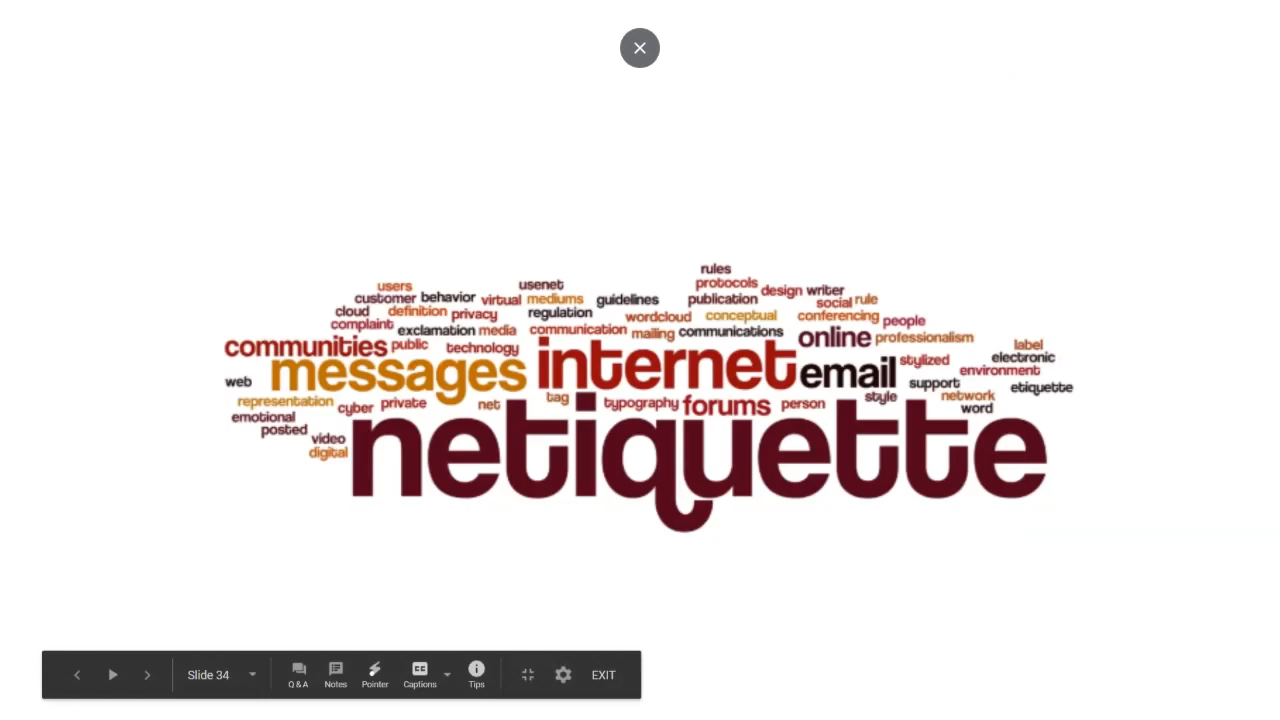 rules
users usenet protocols design writer
customer behavior virtual mediums guidelines publication social rule
cloud definition privacy regulation wordcloud conceptual conferencing people
complaint exclamation media communication mailing communications online professionalism
communities public technology internet label
web messages email stylized electronic
support environment etiquette
representation cyber private net tag typography forums person style network
emotional word
posted video netiquette
digital
Slide 34 Q & A Notes Pointer Captions Tips EXIT